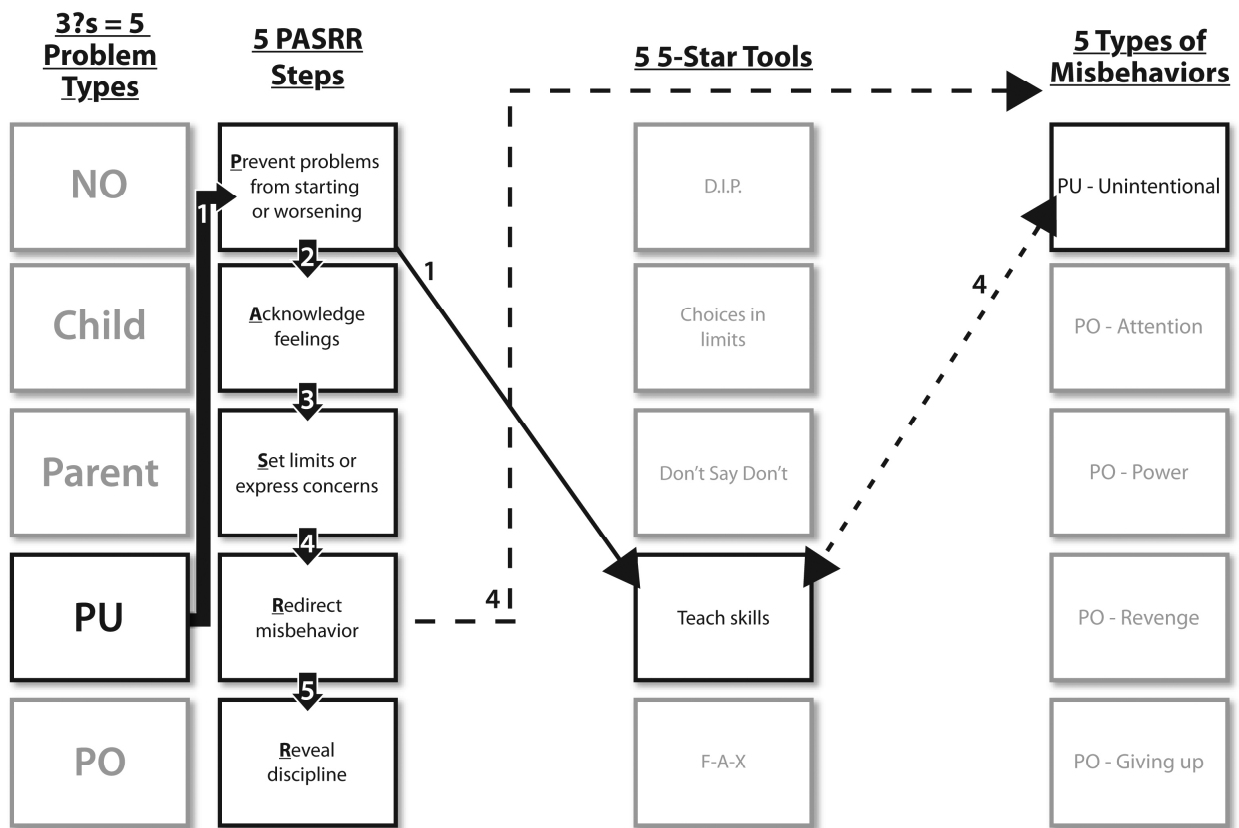 3?s = 5
Problem
Types
5 PASRR
Steps
5 5-Star Tools
5 Types of
Misbehaviors
NO
Child
Parent
PU
PO
1
Prevent problems
from starting
or worsening
2
Acknowledge
feelings
3
Set limits or
express concerns
4
Redirect
misbehavior
5
Reveal
discipline
1
4
D.I.P.
Choices in
limits
Don't Say Don't
Teach skills
F-A-X
4
PU - Unintentional
PO - Attention
PO - Power
PO - Revenge
PO - Giving up